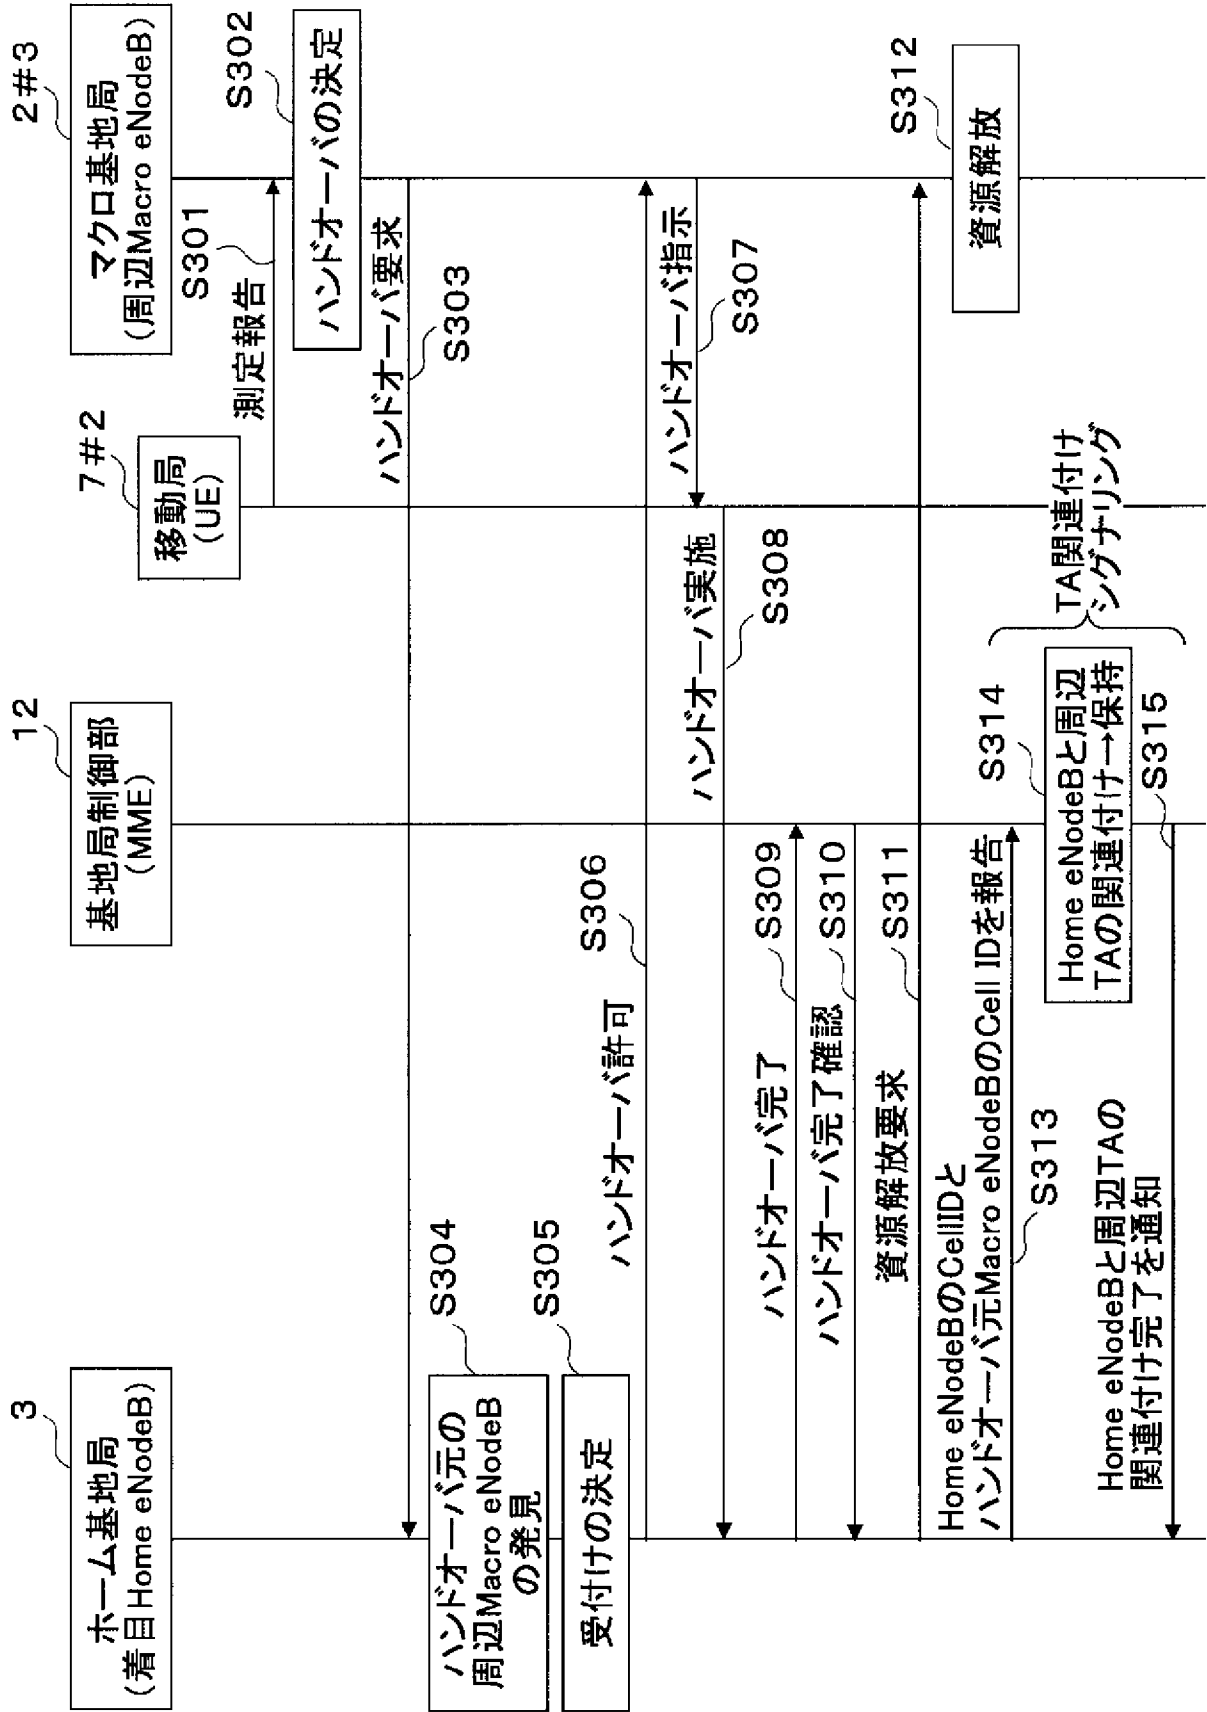 3
ホーム基地局
(着目Home eNodeB)
12
基地局制御部
(MME)
7#2
移動局
(UE)
2#3
マクロ基地局
(周辺Macro eNodeB)
測定報告
S301
S302
ハンドオーバの決定
ハンドオーバ要求
S303
S304
ハンドオーバ元の
周辺Macro eNodeB
の発見
S305
受付けの決定
ハンドオーバ許可
S306
ハンドオーバ指示
S307
ハンドオーバ実施
S308
ハンドオーバ完了
S309
ハンドオーバ完了確認
S310
資源解放要求
S311
S312
資源解放
Home eNodeBのCellIDと
ハンドオーバ元Macro eNodeBのCell IDを報告
S313
S314
Home eNodeBと周辺
TAの関連付け→保持
TA関連付け
シグナリング
Home eNodeBと周辺TAの
関連付け完了を通知
S315